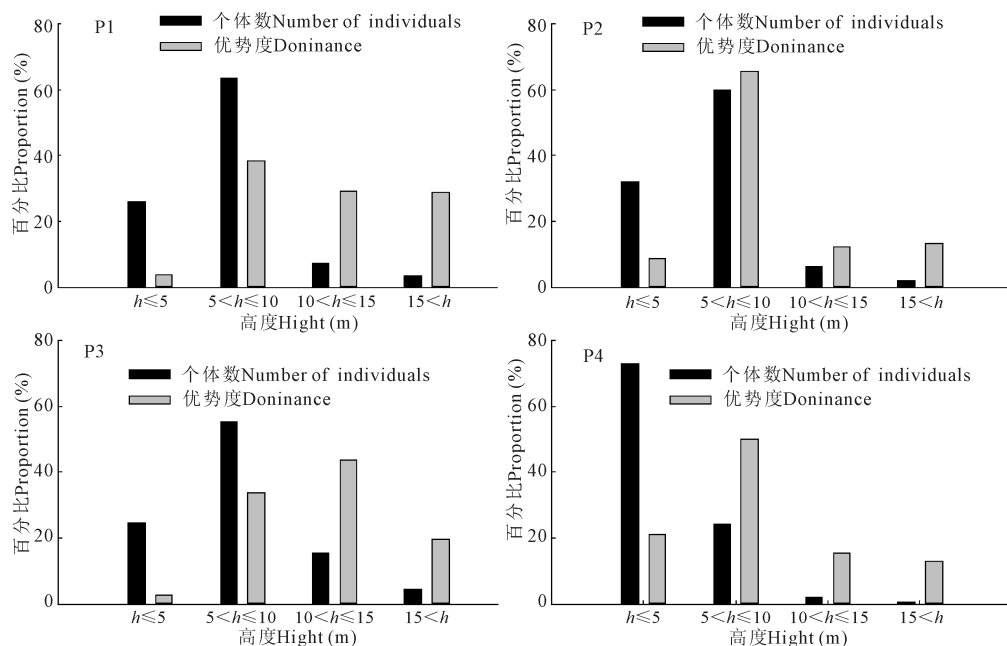 P1
个体数Number of individuals
优势度Doninance
百分比Proportion (%)
80
60
40
20
0
h≤5
5<h≤10
10<h≤15
15<h
高度Hight (m)
P2
个体数Number of individuals
优势度Doninance
百分比Proportion (%)
80
60
40
20
0
h≤5
5<h≤10
10<h≤15
15<h
高度Hight (m)
P3
个体数Number of individuals
优势度Doninance
百分比Proportion (%)
80
60
40
20
0
h≤5
5<h≤10
10<h≤15
15<h
高度Hight (m)
P4
个体数Number of individuals
优势度Doninance
百分比Proportion (%)
80
60
40
20
0
h≤5
5<h≤10
10<h≤15
15<h
高度Hight (m)